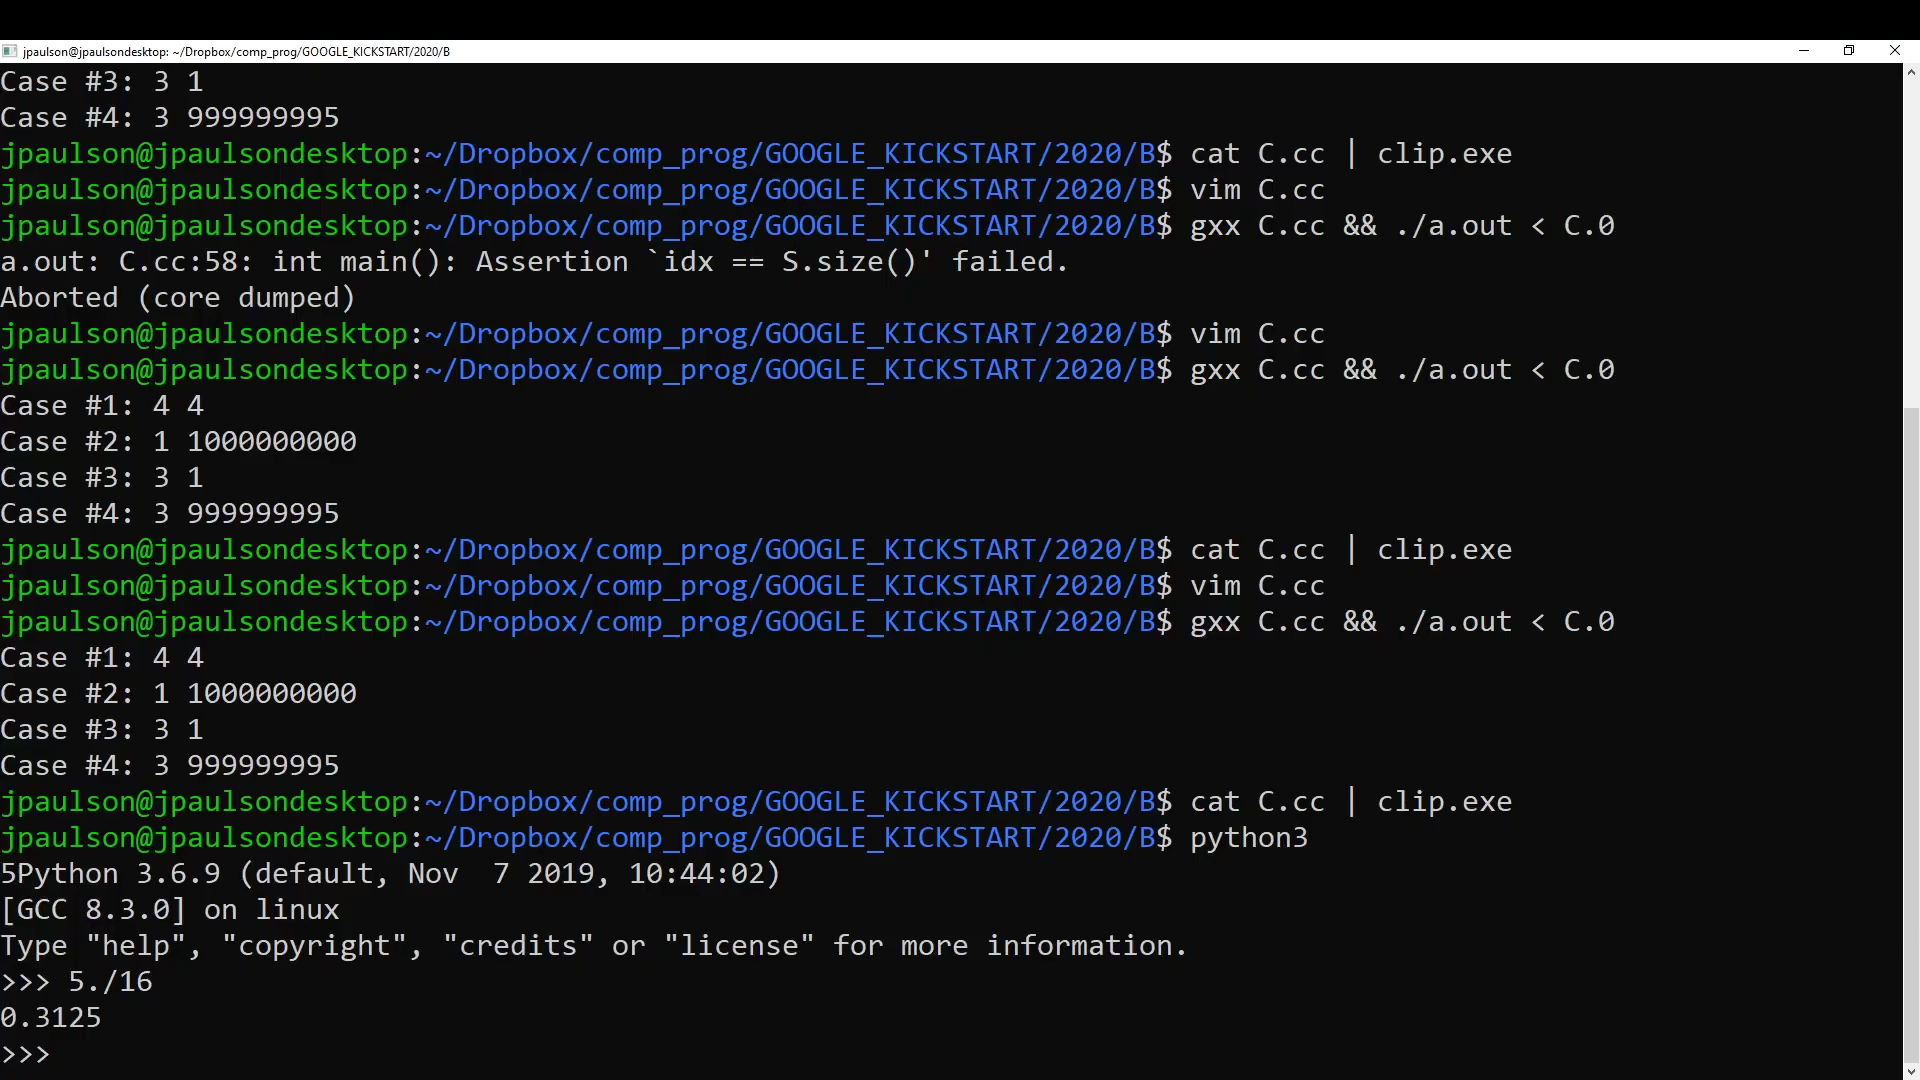 jpaulson@jpaulsondesktop: ~/Dropbox/comp_prog/GOOGLE_KICKSTART/2020/B
Case #3: 3 1
Case #4: 3 999999995
jpaulson@jpaulsondesktop:~/Dropbox/comp_prog/GOOGLE_KICKSTART/2020/B$ cat C.cc | clip.exe
jpaulson@jpaulsondesktop:~/Dropbox/comp_prog/GOOGLE_KICKSTART/2020/B$ vim C.cc
jpaulson@jpaulsondesktop:~/Dropbox/comp_prog/GOOGLE_KICKSTART/2020/B$ gxx C.cc && ./a.out < C.0
a.out: C.cc:58: int main(): Assertion `idx == S.size()' failed.
Aborted (core dumped)
jpaulson@jpaulsondesktop:~/Dropbox/comp_prog/GOOGLE_KICKSTART/2020/B$ vim C.cc
jpaulson@jpaulsondesktop:~/Dropbox/comp_prog/GOOGLE_KICKSTART/2020/B$ gxx C.cc && ./a.out < C.0
Case #1: 4 4
Case #2: 1 1000000000
Case #3: 3 1
Case #4: 3 999999995
jpaulson@jpaulsondesktop:~/Dropbox/comp_prog/GOOGLE_KICKSTART/2020/B$ cat C.cc | clip.exe
jpaulson@jpaulsondesktop:~/Dropbox/comp_prog/GOOGLE_KICKSTART/2020/B$ vim C.cc
jpaulson@jpaulsondesktop:~/Dropbox/comp_prog/GOOGLE_KICKSTART/2020/B$ gxx C.cc && ./a.out < C.0
Case #1: 4 4
Case #2: 1 1000000000
Case #3: 3 1
Case #4: 3 999999995
jpaulson@jpaulsondesktop:~/Dropbox/comp_prog/GOOGLE_KICKSTART/2020/B$ cat C.cc | clip.exe
jpaulson@jpaulsondesktop:~/Dropbox/comp_prog/GOOGLE_KICKSTART/2020/B$ python3
5Python 3.6.9 (default, Nov  7 2019, 10:44:02)
[GCC 8.3.0] on linux
Type "help", "copyright", "credits" or "license" for more information.
>>> 5./16
0.3125
>>>